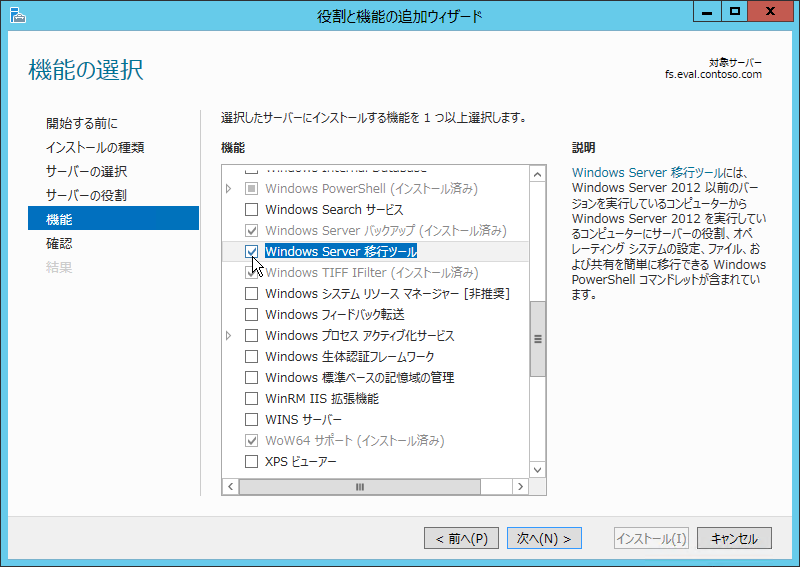 役割と機能の追加ウィザード
機能の選択
対象サーバー
fs.eval.contoso.com
開始する前に
インストールの種類
サーバーの選択
サーバーの役割
機能
確認
結果
選択したサーバーにインストールする機能を 1 つ以上選択します。
機能
Windows Internal Database
Windows PowerShell (インストール済み)
Windows Search サービス
Windows Server バックアップ (インストール済み)
Windows Server 移行ツール
Windows TIFF IFilter (インストール済み)
Windows システム リソース マネージャー [非推奨]
Windows フィードバック転送
Windows プロセス アクティブ化サービス
Windows 生体認証フレームワーク
Windows 標準ベースの記憶域の管理
WinRM IIS 拡張機能
WINS サーバー
WoW64 サポート (インストール済み)
XPS ビューアー
説明
Windows Server 移行ツールには、
Windows Server 2012 以前のバー
ジョンを実行しているコンピューターから
Windows Server 2012 を実行してい
るコンピューターにサーバーの役割、オペ
レーティング システムの設定、ファイル、お
よび共有を簡単に移行できる Windows
PowerShell コマンドレットが含まれてい
ます。
< 前へ(P)
次へ(N) >
インストール(I)
キャンセル